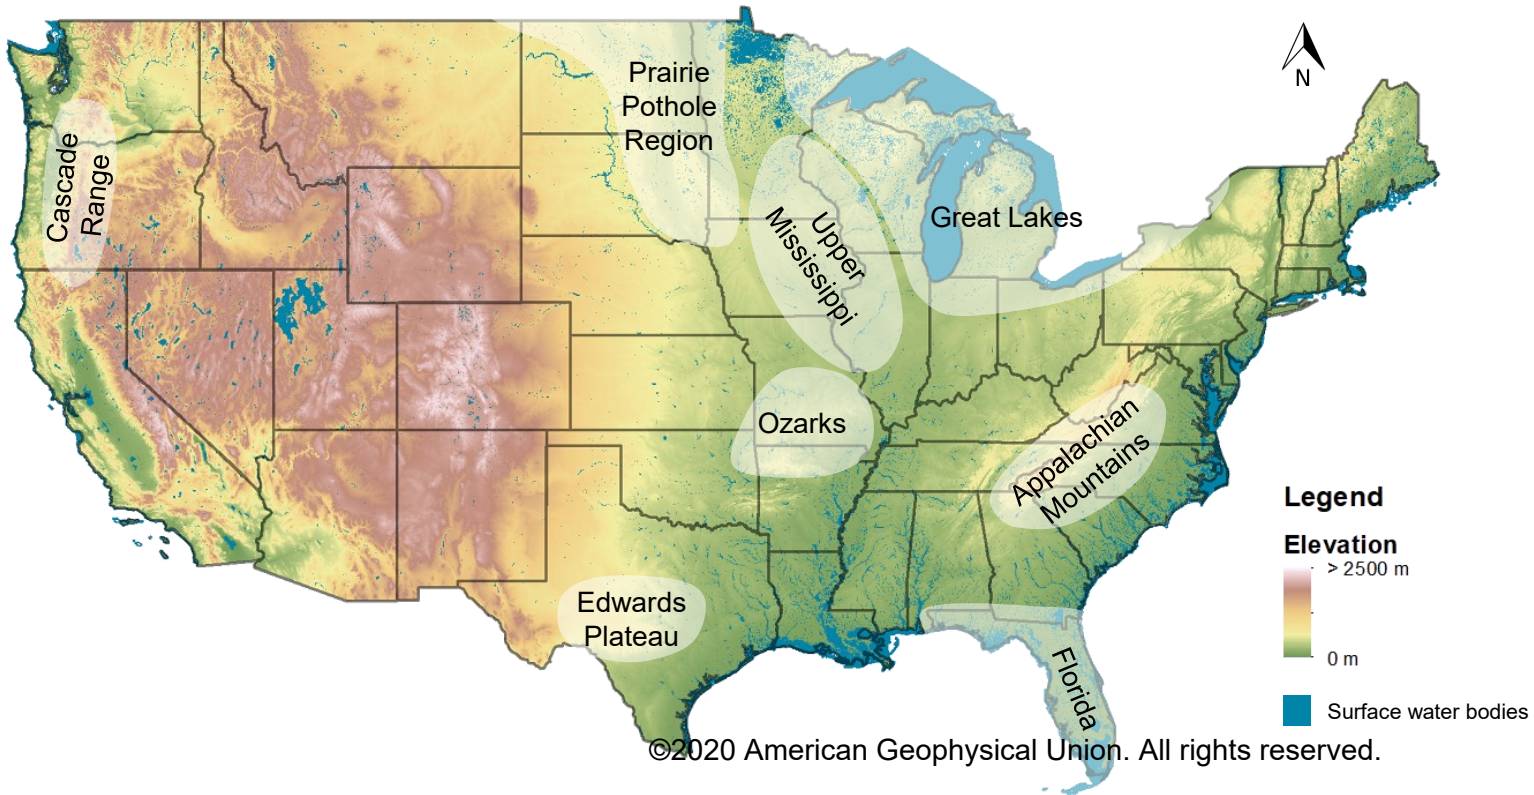 N
Prairie
Pothole
Region
Cascade
Range
Great Lakes
Upper
Mississippi
Ozarks
Appalachian
Mountains
Edwards
Plateau
Florida
Legend
Elevation
> 2500 m
0 m
Surface water bodies
©2020 American Geophysical Union. All rights reserved.